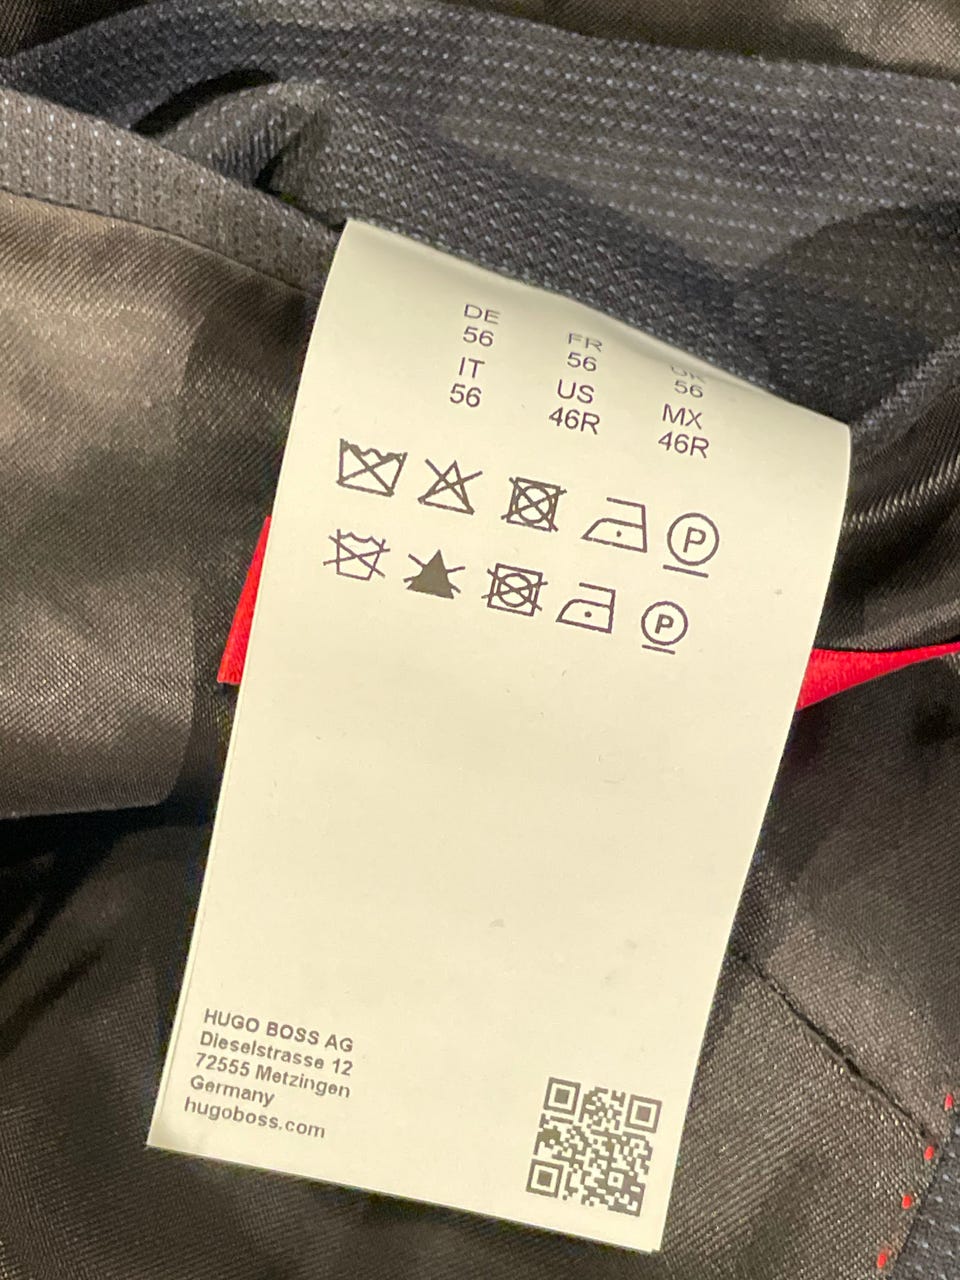 DE FR
56 56 56
IT US MX
56 46R 46R
P
P
HUGO BOSS AG
Dieselstrasse 12
72555 Metzingen
Germany
hugoboss.com